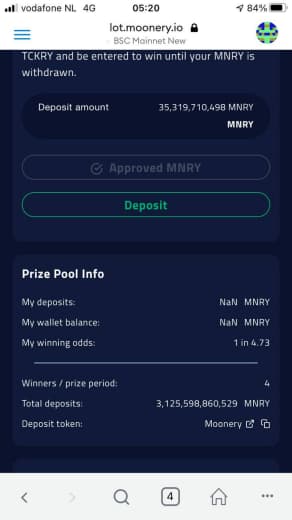 vodafone NL 4G 05:20 84%
lot.moonery.io
BSC Mainnet New
TCKRY and be entered to win until your MNRY is
withdrawn.
Deposit amount 35,319,710,498 MNRY
MNRY
Approved MNRY
Deposit
Prize Pool Info
My deposits: NaN MNRY
My wallet balance: NaN MNRY
My winning odds: 1 in 4.73
Winners / prize period: 4
Total deposits: 3,125,598,860,529 MNRY
Deposit token: Moonery
4